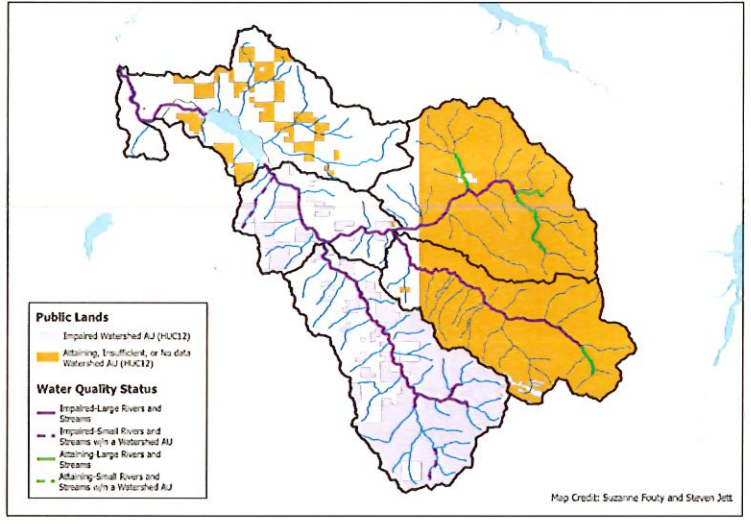 Public Lands
Impaired Watershed AU (HUC12)
Attaining, Insufficient, or No data
Watershed AU (HUC12)
Water Quality Status
Impaired-Large Rivers and
Streams
Impaired-Small Rivers and
Streams w/n a Watershed AU
Attaining-Large Rivers and
Streams
Attaining-Small Rivers and
Streams w/n a Watershed AU
Map Credit: Suzanne Fouty and Steven Jett